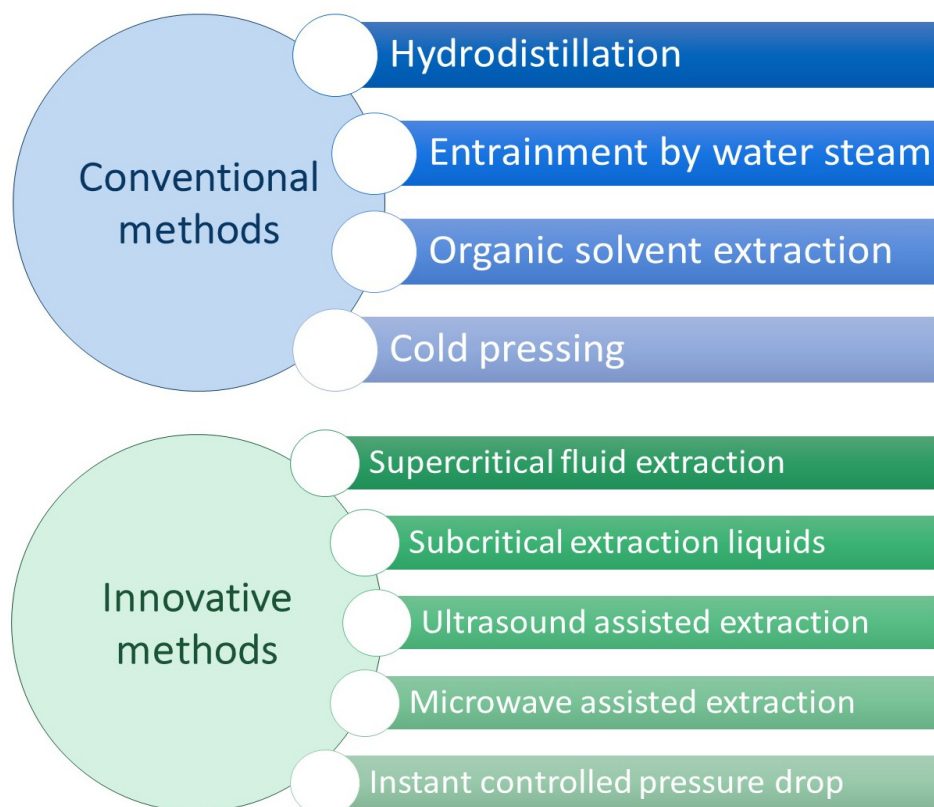 Conventional
methods
Hydrodistillation
Entrainment by water steam
Organic solvent extraction
Cold pressing
Innovative
methods
Supercritical fluid extraction
Subcritical extraction liquids
Ultrasound assisted extraction
Microwave assisted extraction
Instant controlled pressure drop